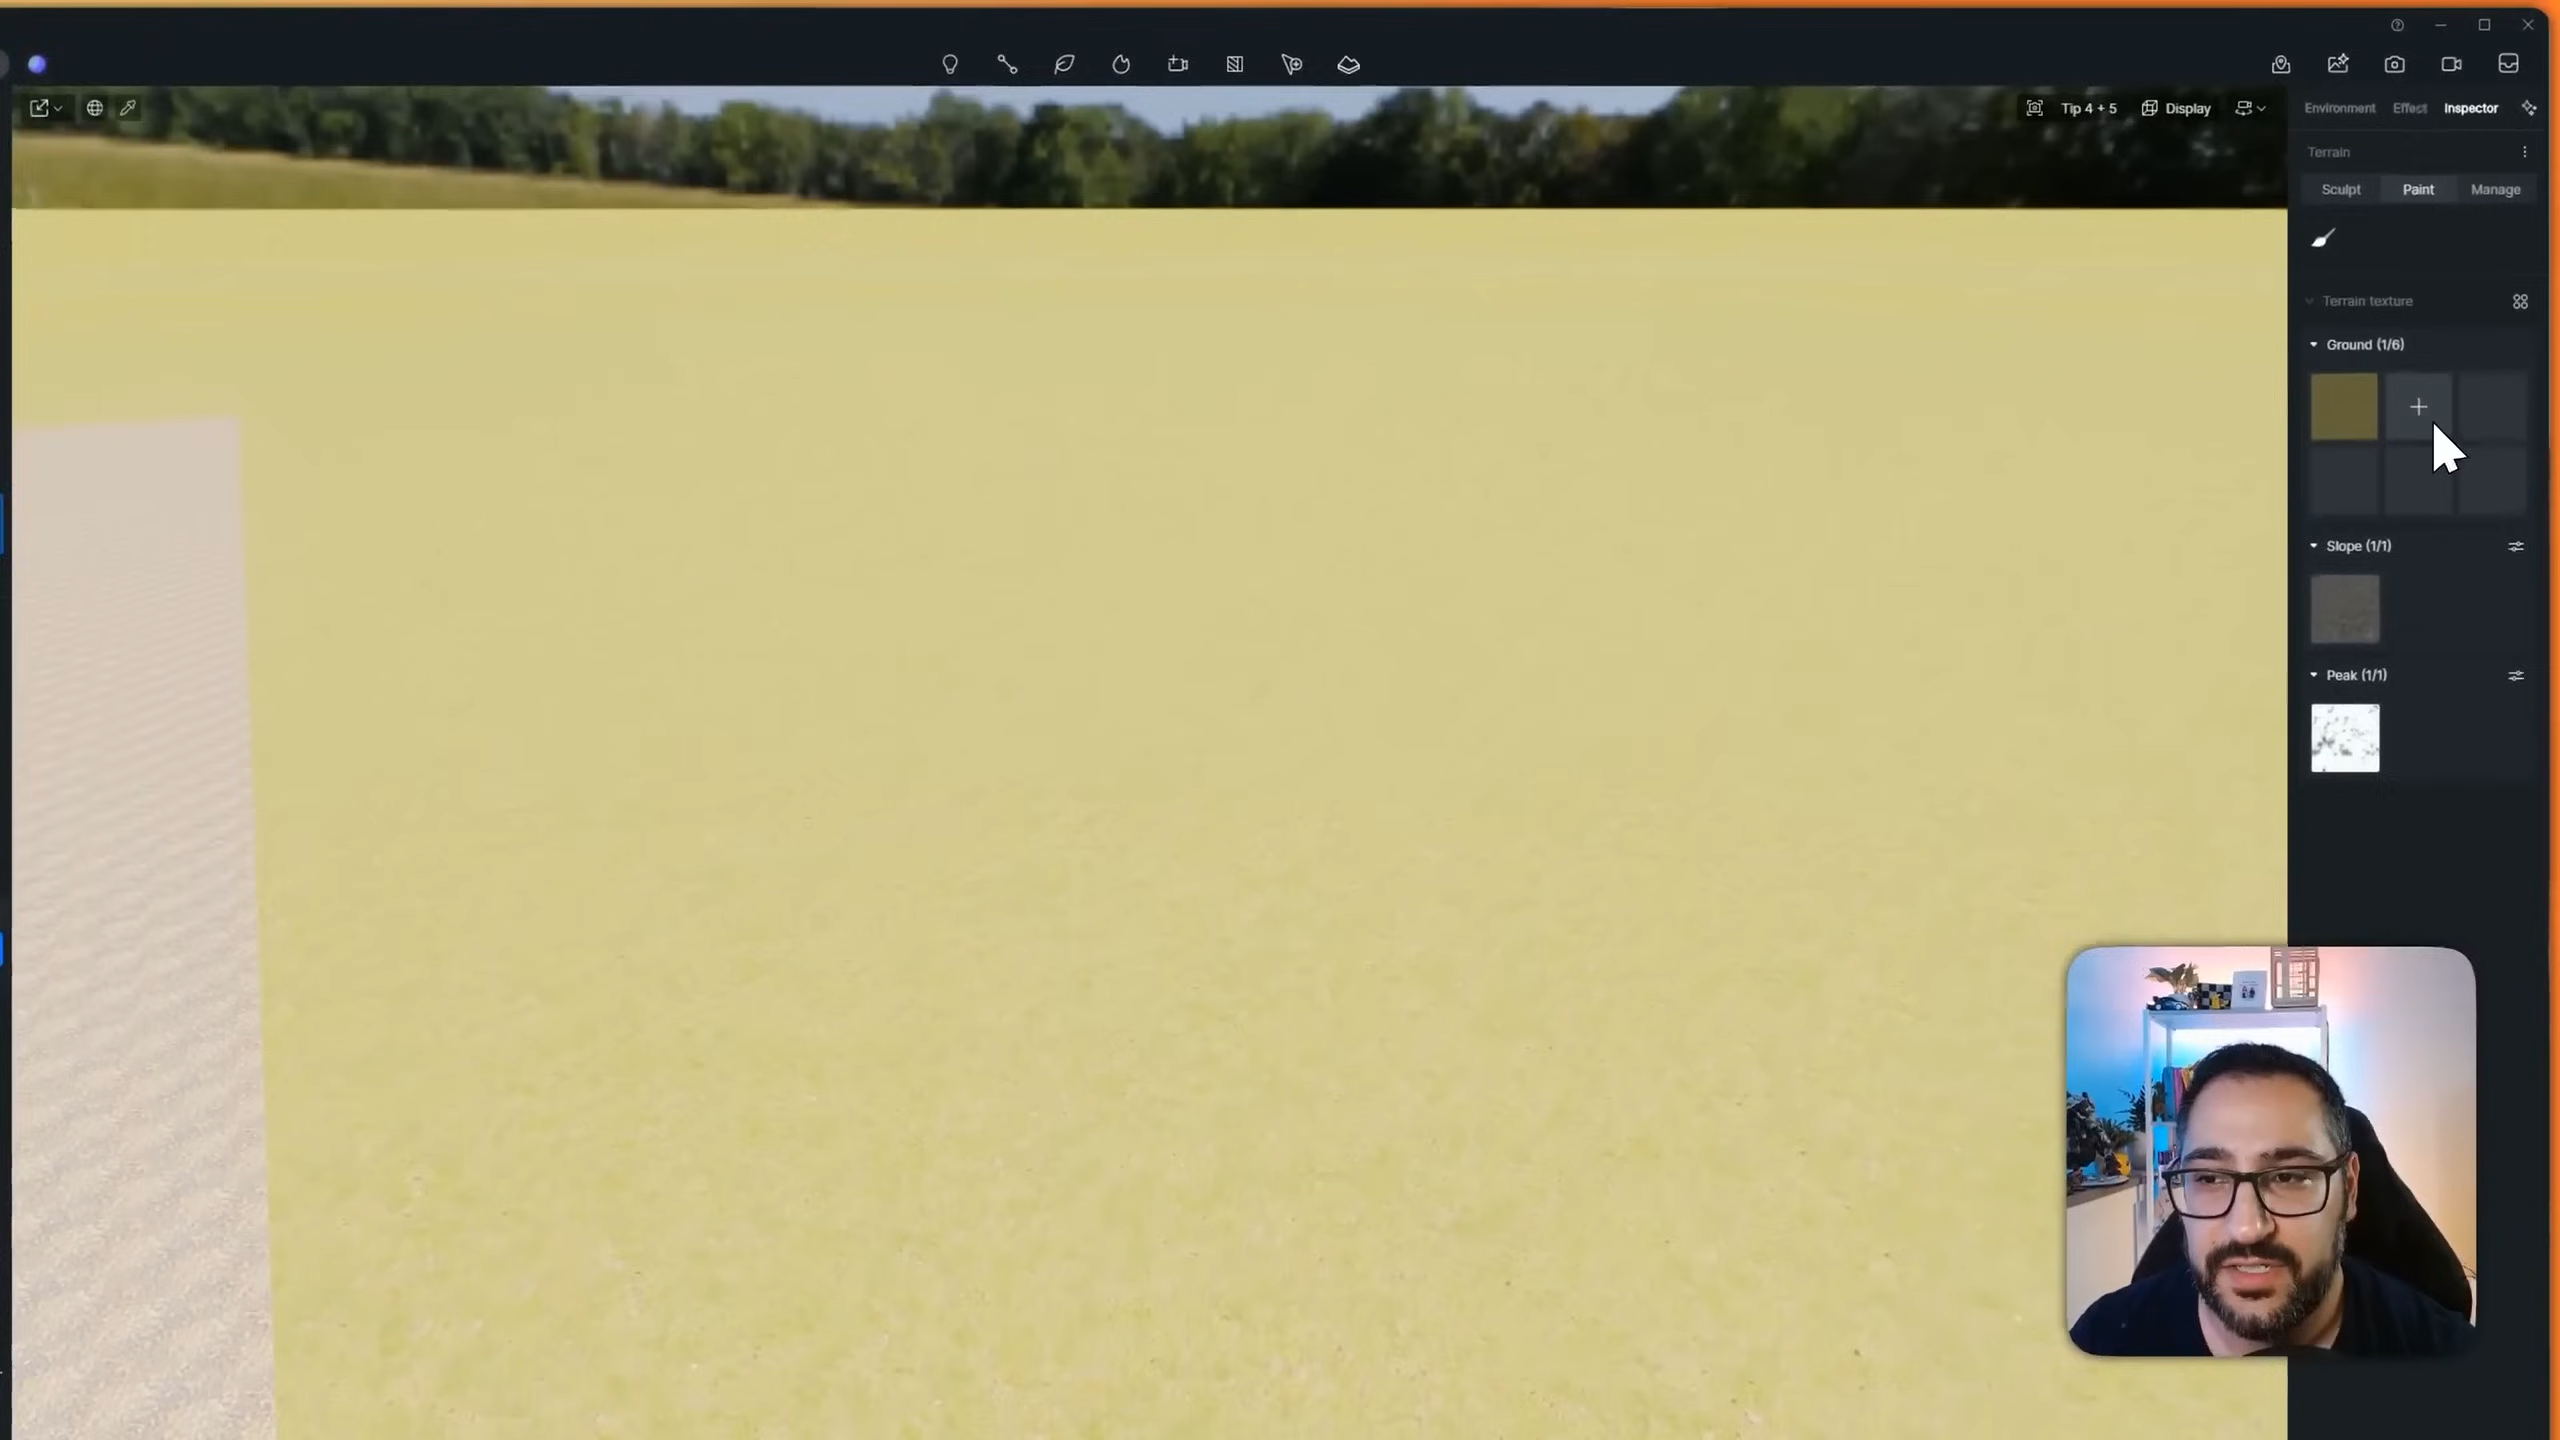 Tip 4 + 5
Display
Environment
Effect
Inspector
Terrain
Sculpt
Paint
Manage
Terrain texture
Ground (1/6)
Slope (1/1)
Peak (1/1)